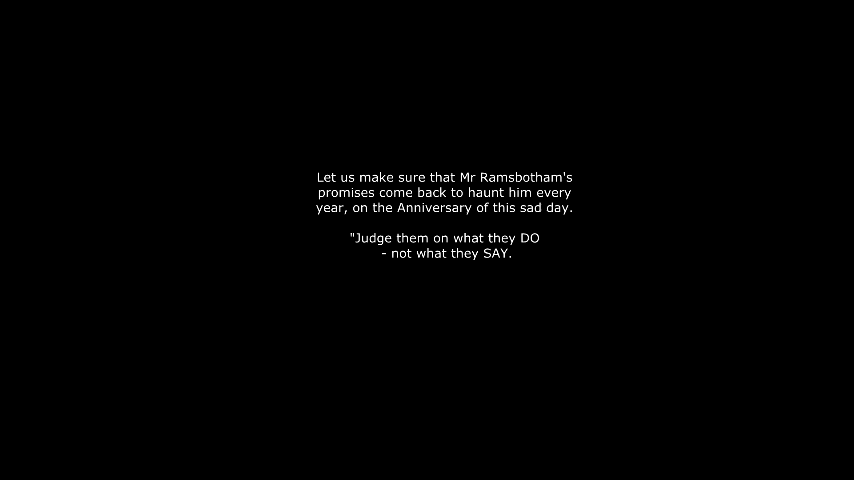 Let us make sure that Mr Ramsbotham's
promises come back to haunt him every
year, on the Anniversary of this sad day.
"Judge them on what they DO
- not what they SAY.